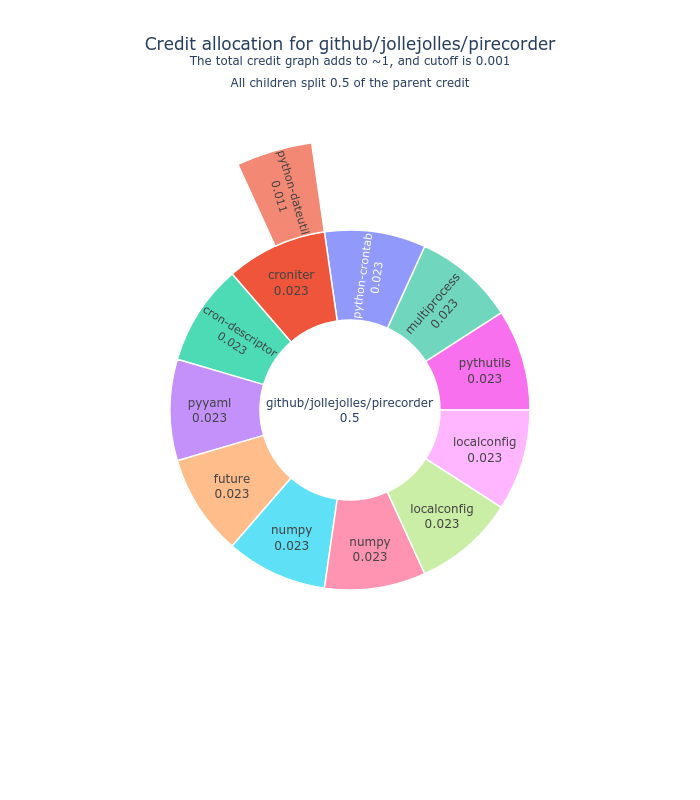 Credit allocation for github/jollejolles/pirecorder
The total credit graph adds to ~1, and cutoff is 0.001
All children split 0.5 of the parent credit
python-dateutil
0.011
croniter
0.023
python-crontab
0.023
multiprocess
0.023
pythutils
0.023
localconfig
0.023
localconfig
0.023
numpy
0.023
numpy
0.023
future
0.023
pyyaml
0.023
cron-descriptor
0.023
github/jollejolles/pirecorder
0.5